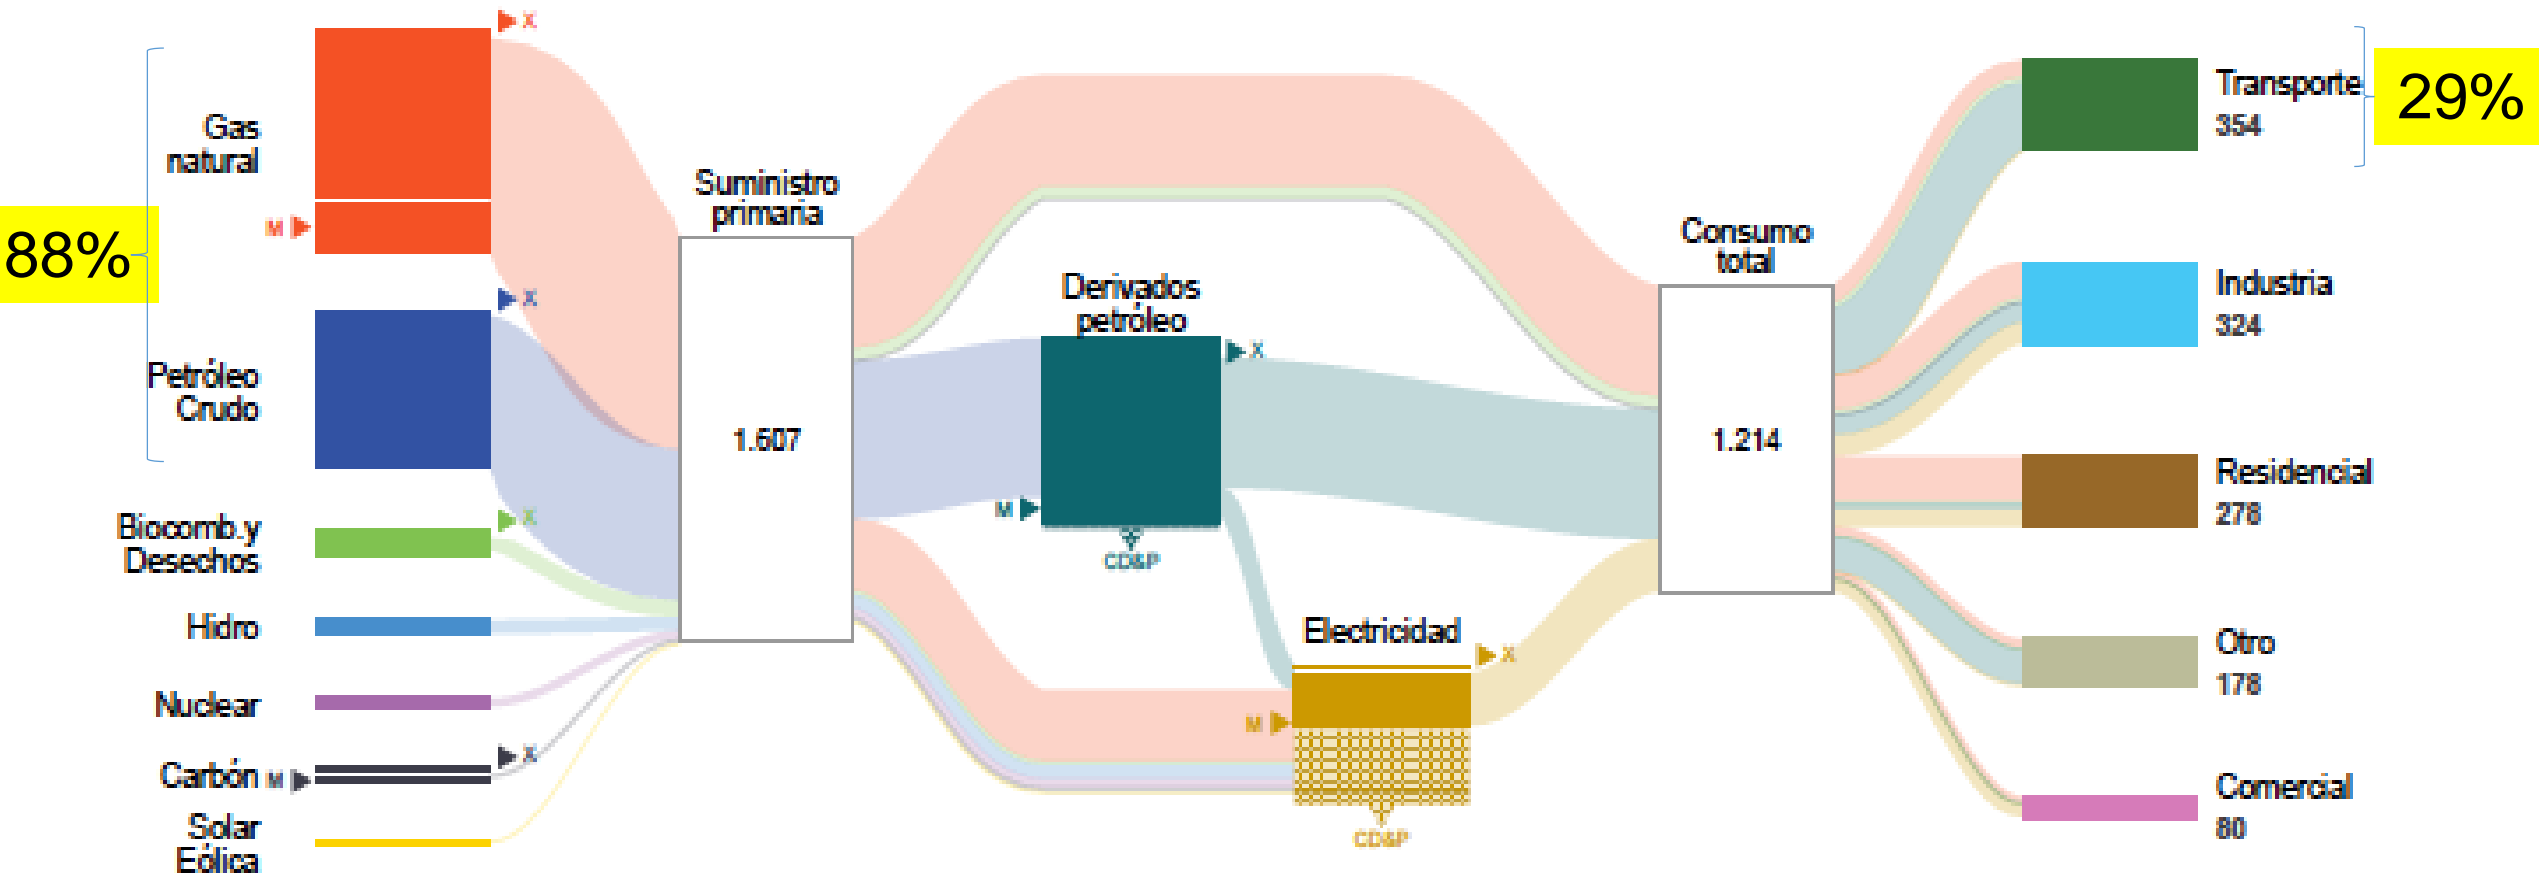 X
Gas
natural
M
88%
X
Petróleo
Crudo
X
Biocomb.y
Desechos
Hidro
Nuclear
X
Carbón M
Solar
Eólica
Suministro
primaria
1.607
Derivados
petróleo
X
M
CD&P
Electricidad
X
M
CD&P
Consumo
total
1.214
Transporte
354
29%
Industria
324
Residencial
278
Otro
178
Comercial
80